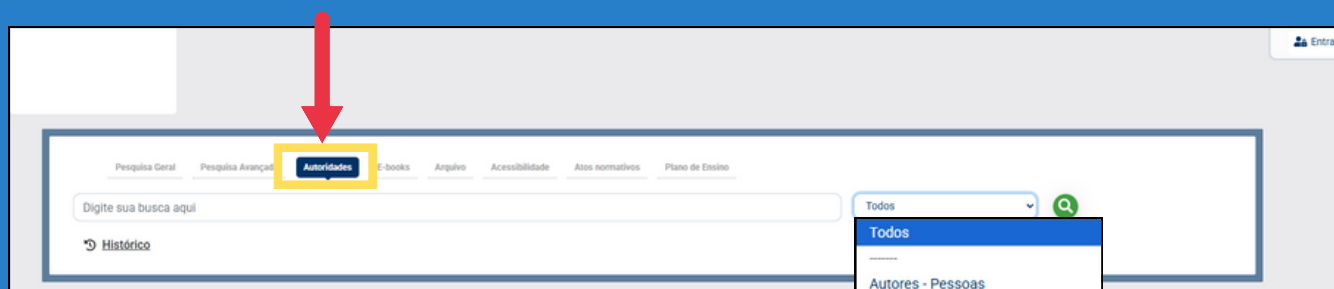 Entra
Pesquisa Geral Pesquisa Avançad Autoridades E-books Arquivo Acessibilidade Atos normativos Plano de Ensino
Digite sua busca aqui Todos
Histórico Todos
-------
Autores - Pessoas